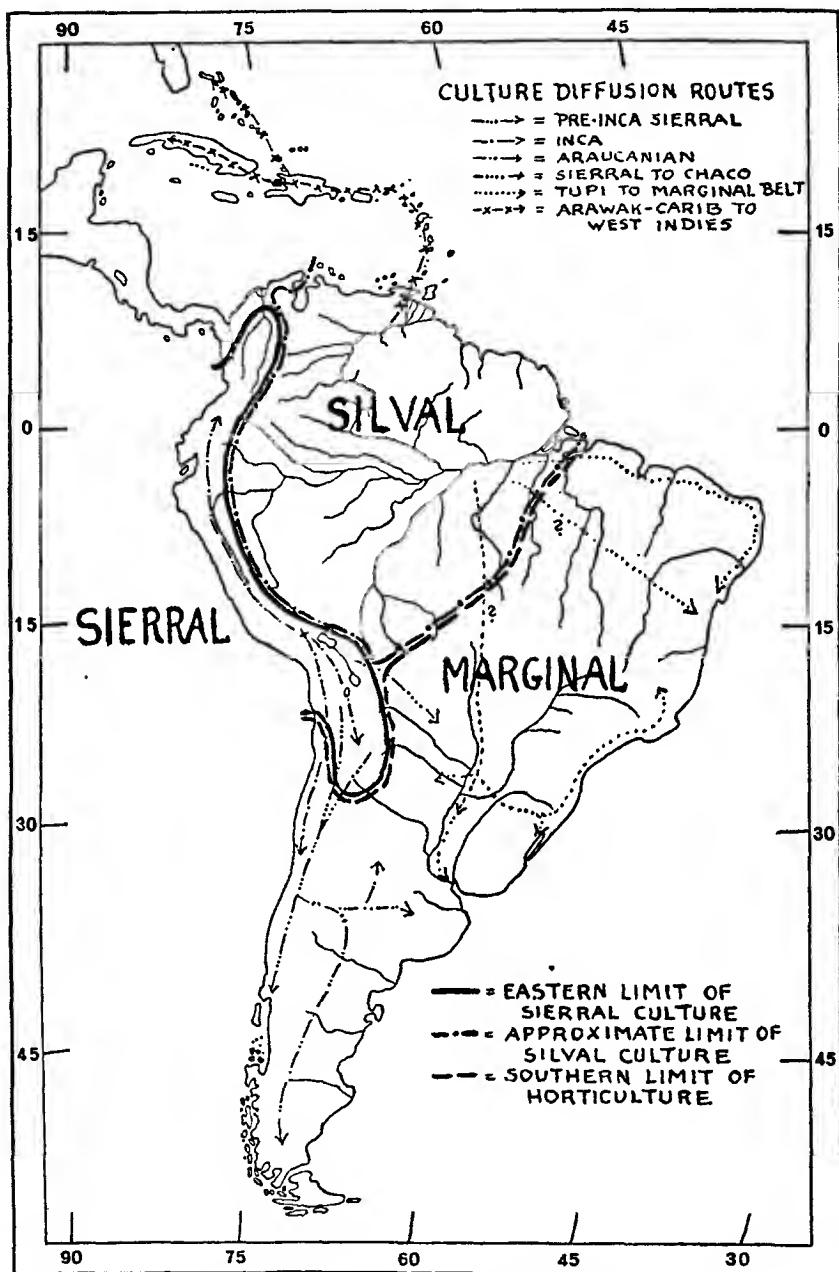 90 75 60 45
CULTURE DIFFUSION ROUTES
= PRE-INCA SIERRAL
= INCA
= ARAUCANIAN
= SIERRAL TO CHACO
= TUPI TO MARGINAL BELT
= ARAWAK-CARIB TO
WEST INDIES
15 15
SILVAL
0 0
?
15 15
SIERRAL
?
MARGINAL
30 30
= EASTERN LIMIT OF
SIERRAL CULTURE
= APPROXIMATE LIMIT OF
SILVAL CULTURE
= SOUTHERN LIMIT OF
HORTICULTURE
45 45
90 75 60 45 30